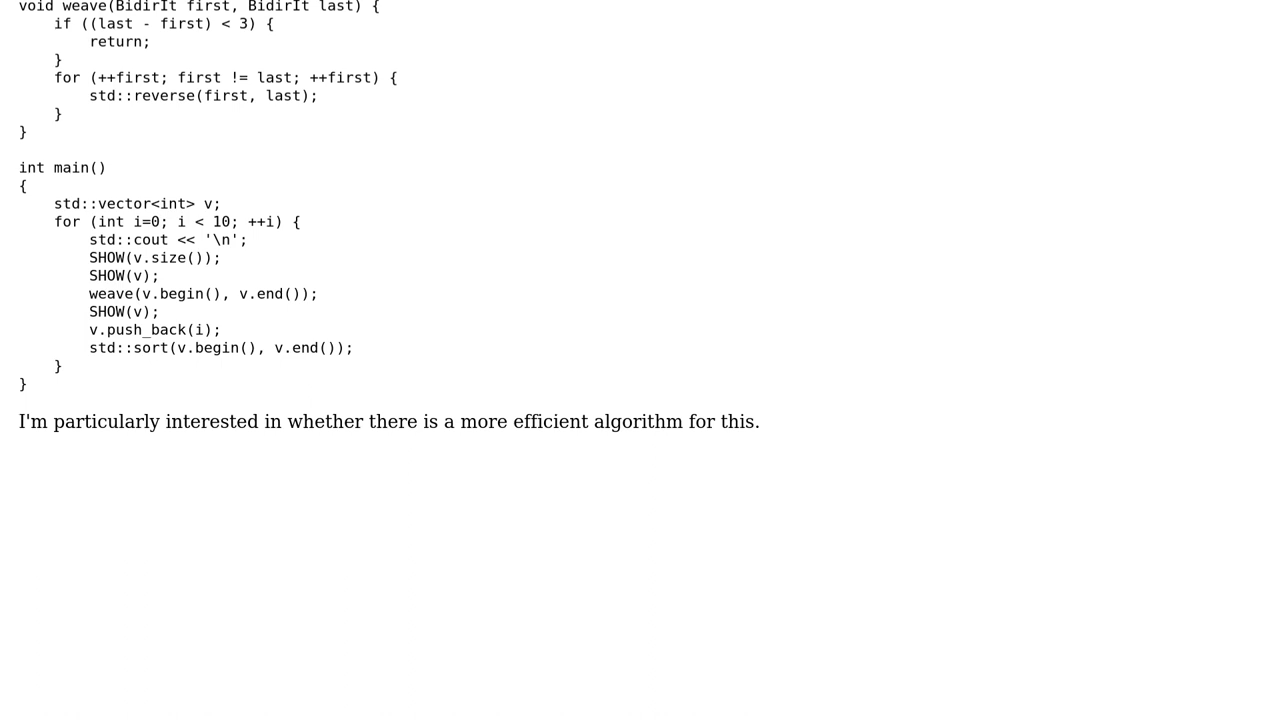 void weave(BidirIt first, BidirIt last) {
    if ((last - first) < 3) {
        return;
    }
    for (++first; first != last; ++first) {
        std::reverse(first, last);
    }
}

int main()
{
    std::vector<int> v;
    for (int i=0; i < 10; ++i) {
        std::cout << '\n';
        SHOW(v.size());
        SHOW(v);
        weave(v.begin(), v.end());
        SHOW(v);
        v.push_back(i);
        std::sort(v.begin(), v.end());
    }
}
I'm particularly interested in whether there is a more efficient algorithm for this.